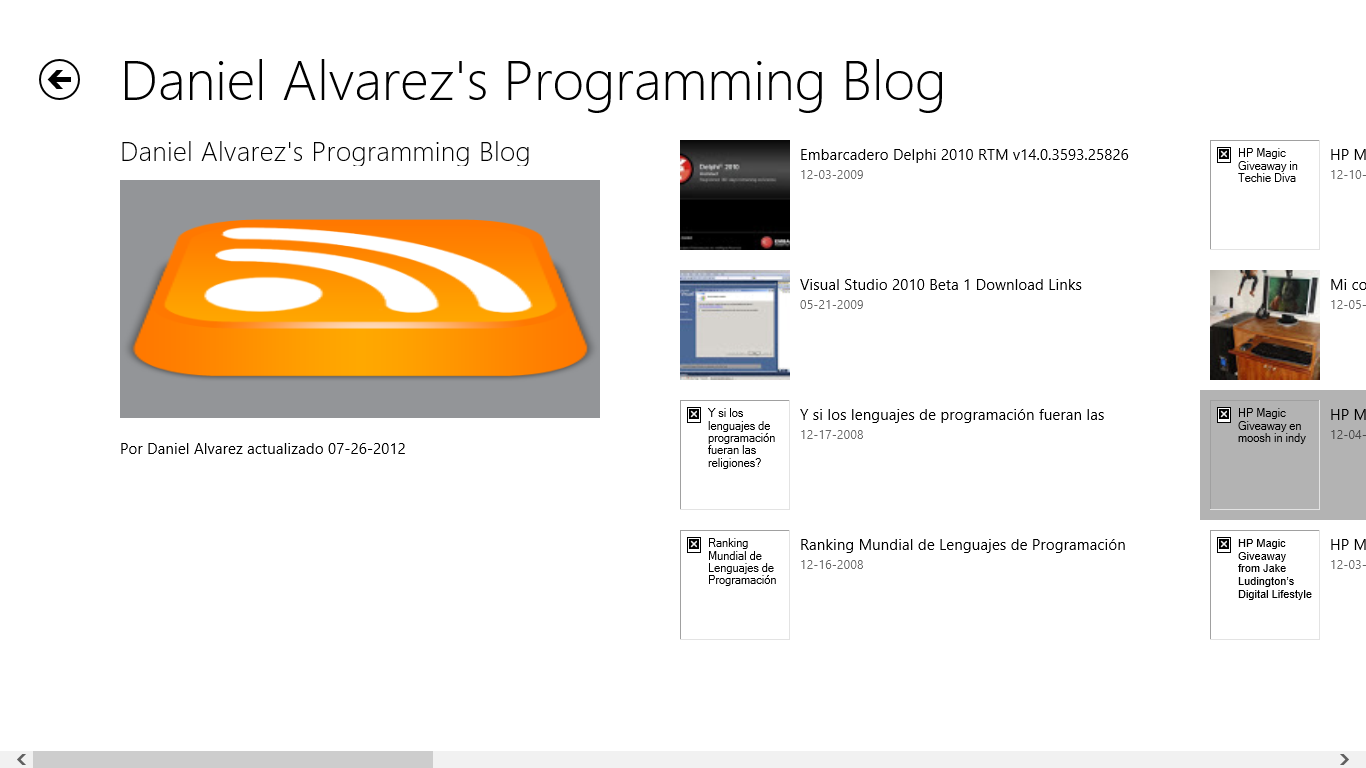 Daniel Alvarez's Programming Blog
Daniel Alvarez's Programming Blog
Por Daniel Alvarez actualizado 07-26-2012
Delphi 2010
Embarcadero Delphi 2010 RTM v14.0.3593.25826
12-03-2009
Visual Studio 2010 Beta 1 Download Links
05-21-2009
Y si los
lenguajes de
programación
fueran las
religiones?
Y si los lenguajes de programación fueran las
12-17-2008
Ranking
Mundial de
Lenguajes de
Programación
Ranking Mundial de Lenguajes de Programación
12-16-2008
HP Magic
Giveaway in
Techie Diva
HP M
12-10-
Mi co
12-05-
HP Magic
Giveaway en
moosh in indy
HP M
12-04-
HP Magic
Giveaway
from Jake
Ludington's
Digital Lifestyle
HP M
12-03-